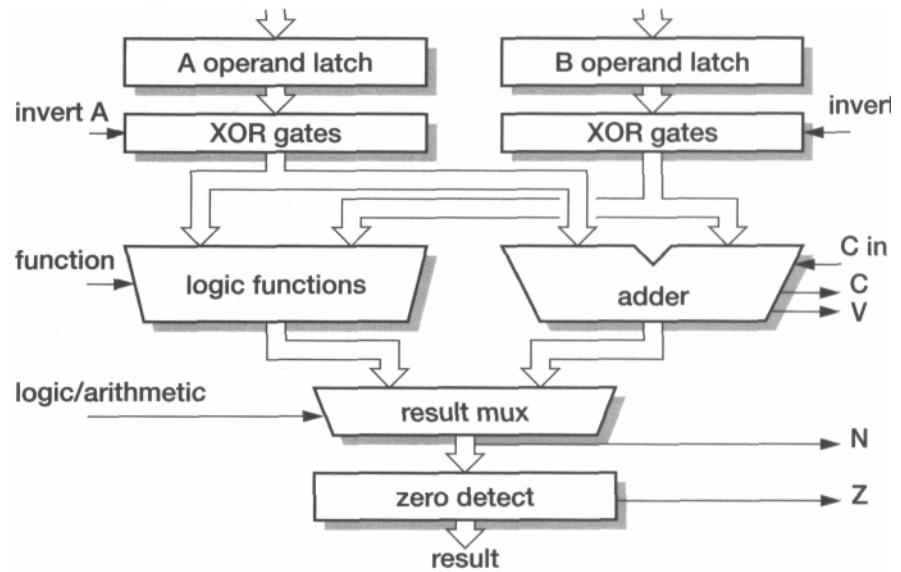 A operand latch
B operand latch
invert A
XOR gates
XOR gates
invert
function
logic functions
adder
C in
C
V
logic/arithmetic
result mux
N
zero detect
Z
result